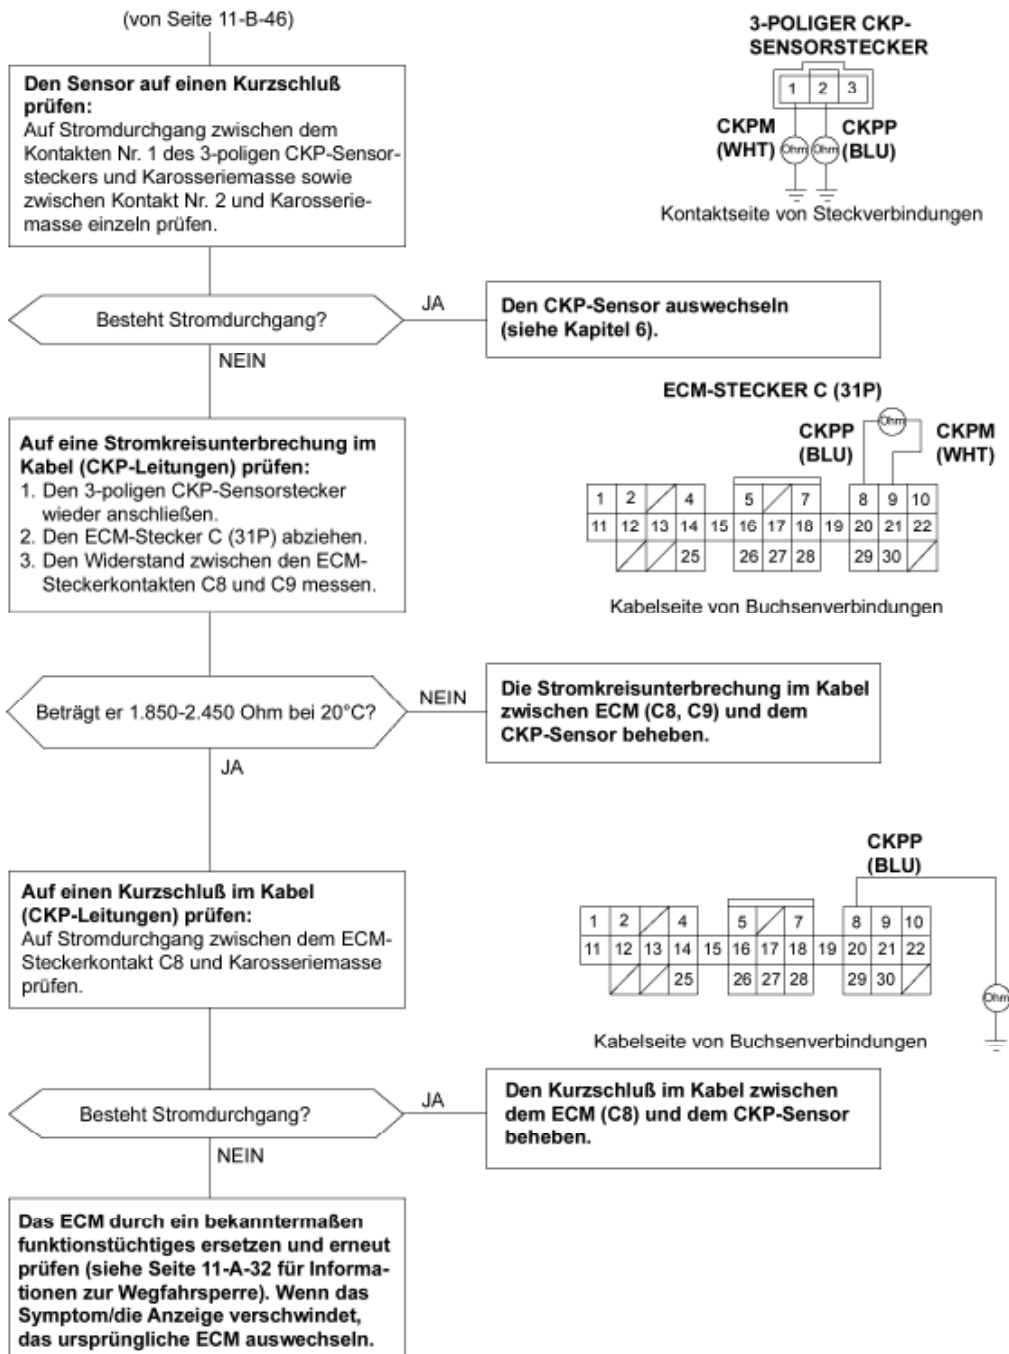 (von Seite 11-B-46)
Den Sensor auf einen Kurzschluß
prüfen:
Auf Stromdurchgang zwischen dem
Kontakten Nr. 1 des 3-poligen CKP-Sensor-
steckers und Karosseriemasse sowie
zwischen Kontakt Nr. 2 und Karosserie-
masse einzeln prüfen.
3-POLIGER CKP-
SENSORSTECKER
1 2 3
CKPM
(WHT)
Ohm Ohm
CKPP
(BLU)
Kontaktseite von Steckverbindungen
Besteht Stromdurchgang?
JA
NEIN
Den CKP-Sensor auswechseln
(siehe Kapitel 6).
Auf eine Stromkreisunterbrechung im
Kabel (CKP-Leitungen) prüfen:
1. Den 3-poligen CKP-Sensorstecker
wieder anschließen.
2. Den ECM-Stecker C (31P) abziehen.
3. Den Widerstand zwischen den ECM-
Steckerkontakten C8 und C9 messen.
ECM-STECKER C (31P)
CKPP
(BLU)
Ohm
CKPM
(WHT)
1 2 4 5 7 8 9 10
11 12 13 14 15 16 17 18 19 20 21 22
25 26 27 28 29 30
Kabelseite von Buchsenverbindungen
Beträgt er 1.850-2.450 Ohm bei 20°C?
NEIN
JA
Die Stromkreisunterbrechung im Kabel
zwischen ECM (C8, C9) und dem
CKP-Sensor beheben.
Auf einen Kurzschluß im Kabel
(CKP-Leitungen) prüfen:
Auf Stromdurchgang zwischen dem ECM-
Steckerkontakt C8 und Karosseriemasse
prüfen.
CKPP
(BLU)
1 2 4 5 7 8 9 10
11 12 13 14 15 16 17 18 19 20 21 22
25 26 27 28 29 30
Ohm
Kabelseite von Buchsenverbindungen
Besteht Stromdurchgang?
JA
NEIN
Den Kurzschluß im Kabel zwischen
dem ECM (C8) und dem CKP-Sensor
beheben.
Das ECM durch ein bekanntermaßen
funktionstüchtiges ersetzen und erneut
prüfen (siehe Seite 11-A-32 für Informa-
tionen zur Wegfahrsperre). Wenn das
Symptom/die Anzeige verschwindet,
das ursprüngliche ECM auswechseln.